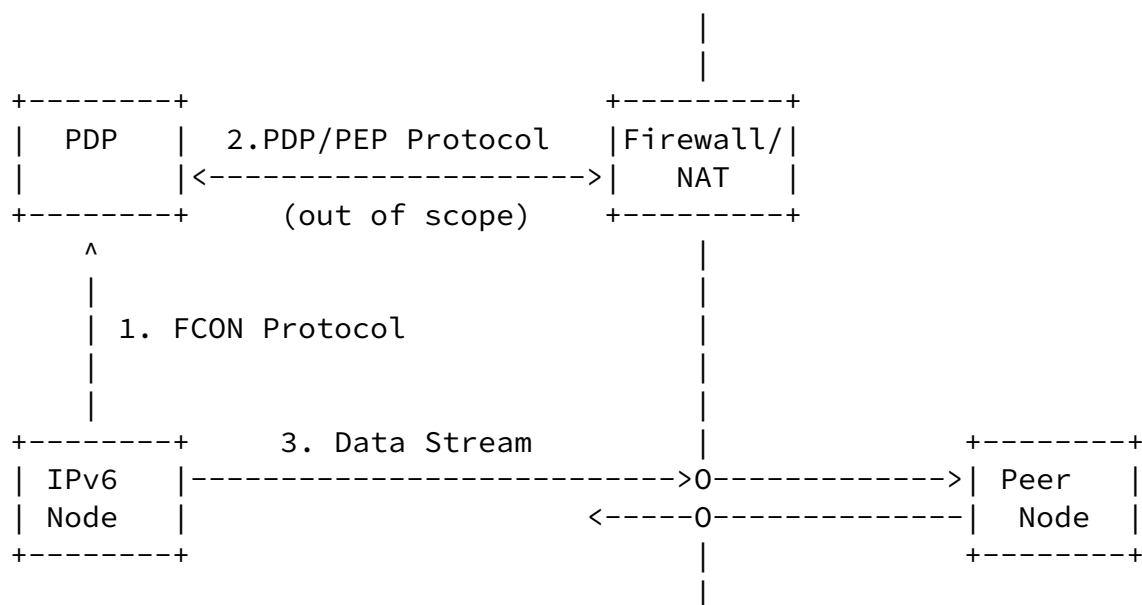 PDP 2.PDP/PEP Protocol Firewall/
NAT
(out of scope)
1. FCON Protocol
3. Data Stream
IPv6 O Peer
Node O Node